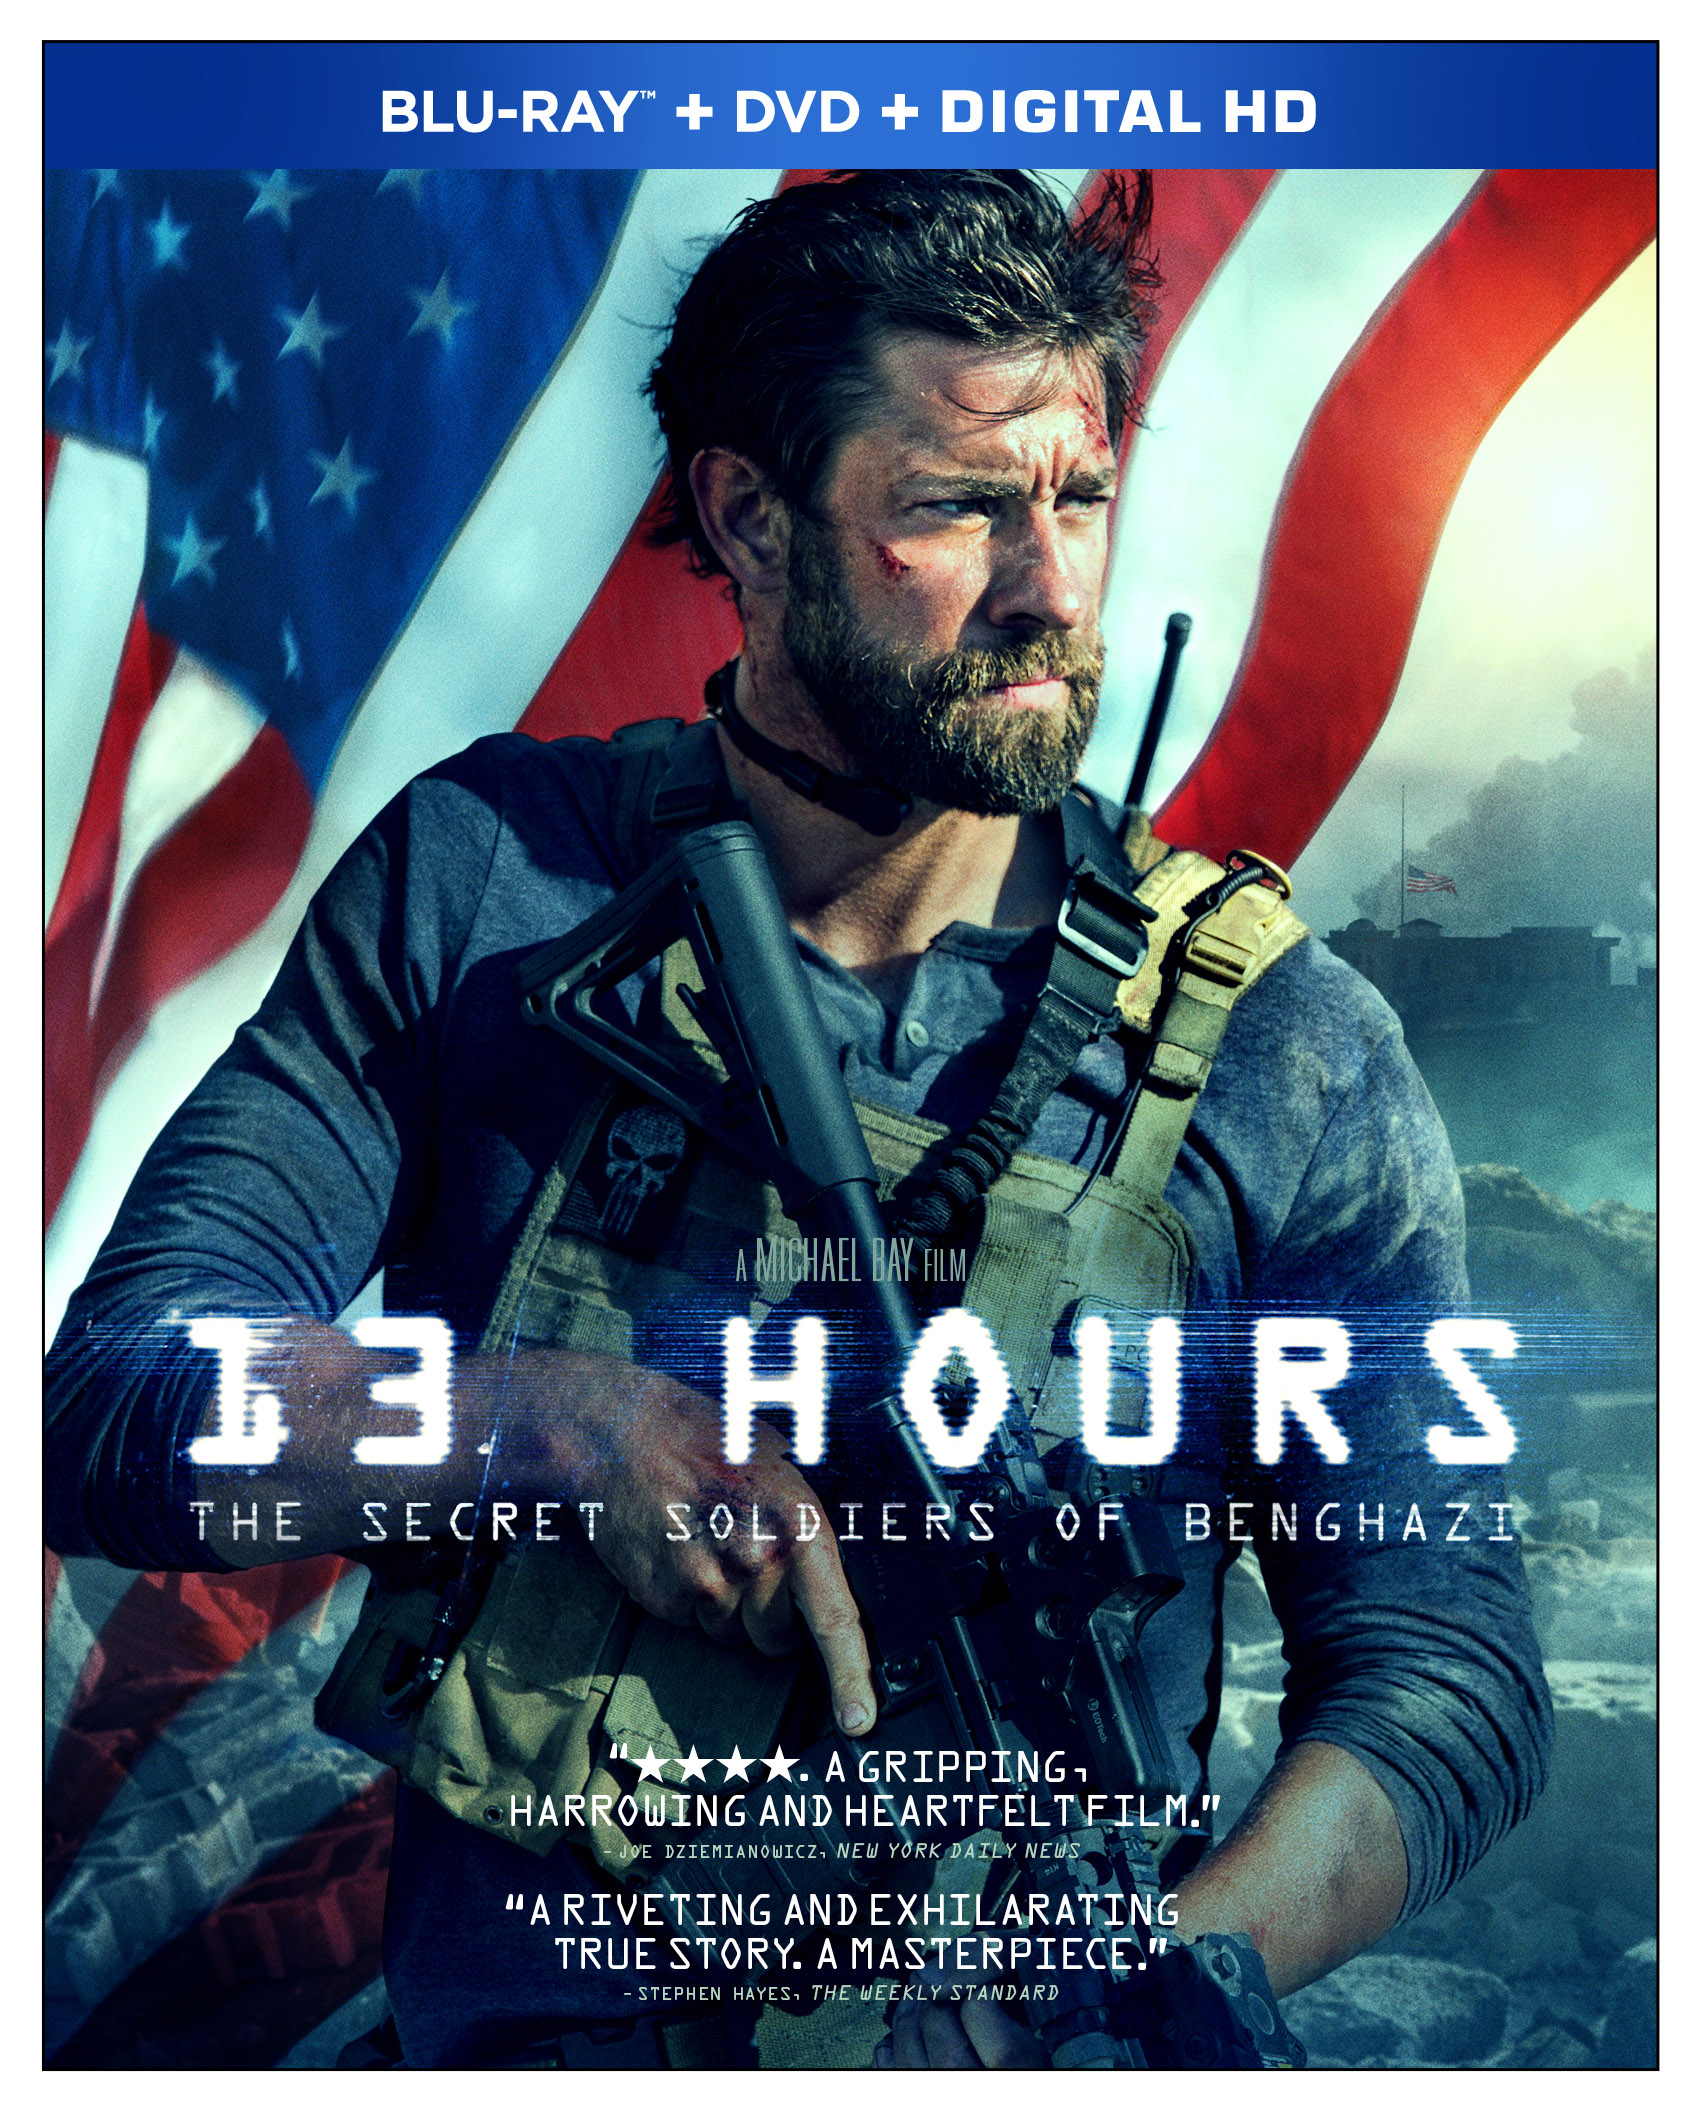 BLU-RAY™ + DVD + DIGITAL HD
A MICHAEL BAY FILM
13 HOURS
THE SECRET SOLDIERS OF BENGHAZI
"★★★★. A GRIPPING,
HARROWING AND HEARTFELT FILM."
- JOE DZIEMIANOWICZ, NEW YORK DAILY NEWS
EOTech
"A RIVETING AND EXHILARATING
TRUE STORY. A MASTERPIECE."
- STEPHEN HAYES, THE WEEKLY STANDARD